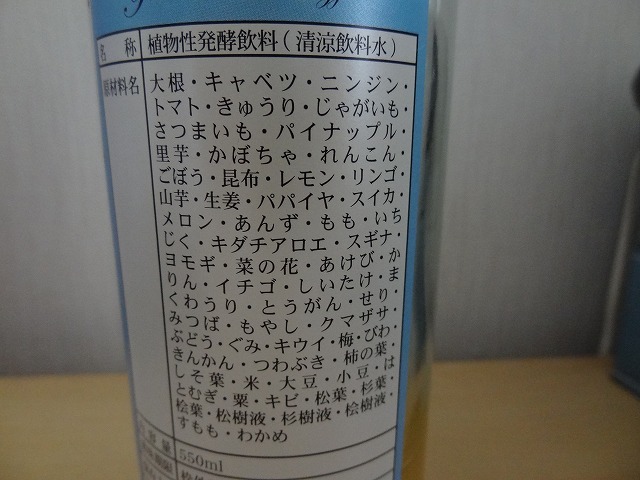 名　称 植物性発酵飲料(清涼飲料水)
原材料名 大根・キャベツ・ニンジン・
トマト・きゅうり・じゃがいも・
さつまいも・パイナップル・
里芋・かぼちゃ・れんこん・
ごぼう・昆布・レモン・リンゴ・
山芋・生姜・パパイヤ・スイカ・
メロン・あんず・もも・いち
じく・キダチアロエ・スギナ・
ヨモギ・菜の花・あけび・か
りん・イチゴ・しいたけ・ま
くわうり・とうがん・せり・
みつば・もやし・クマザサ・
ぶどう・ぐみ・キウイ・梅・びわ・
きんかん・つわぶき・柿の葉・
しそ葉・米・大豆・小豆・は
とむぎ・粟・キビ・松葉・杉葉・
桧葉・松樹液・杉樹液・桧樹液・
すもも・わかめ
量 550ml